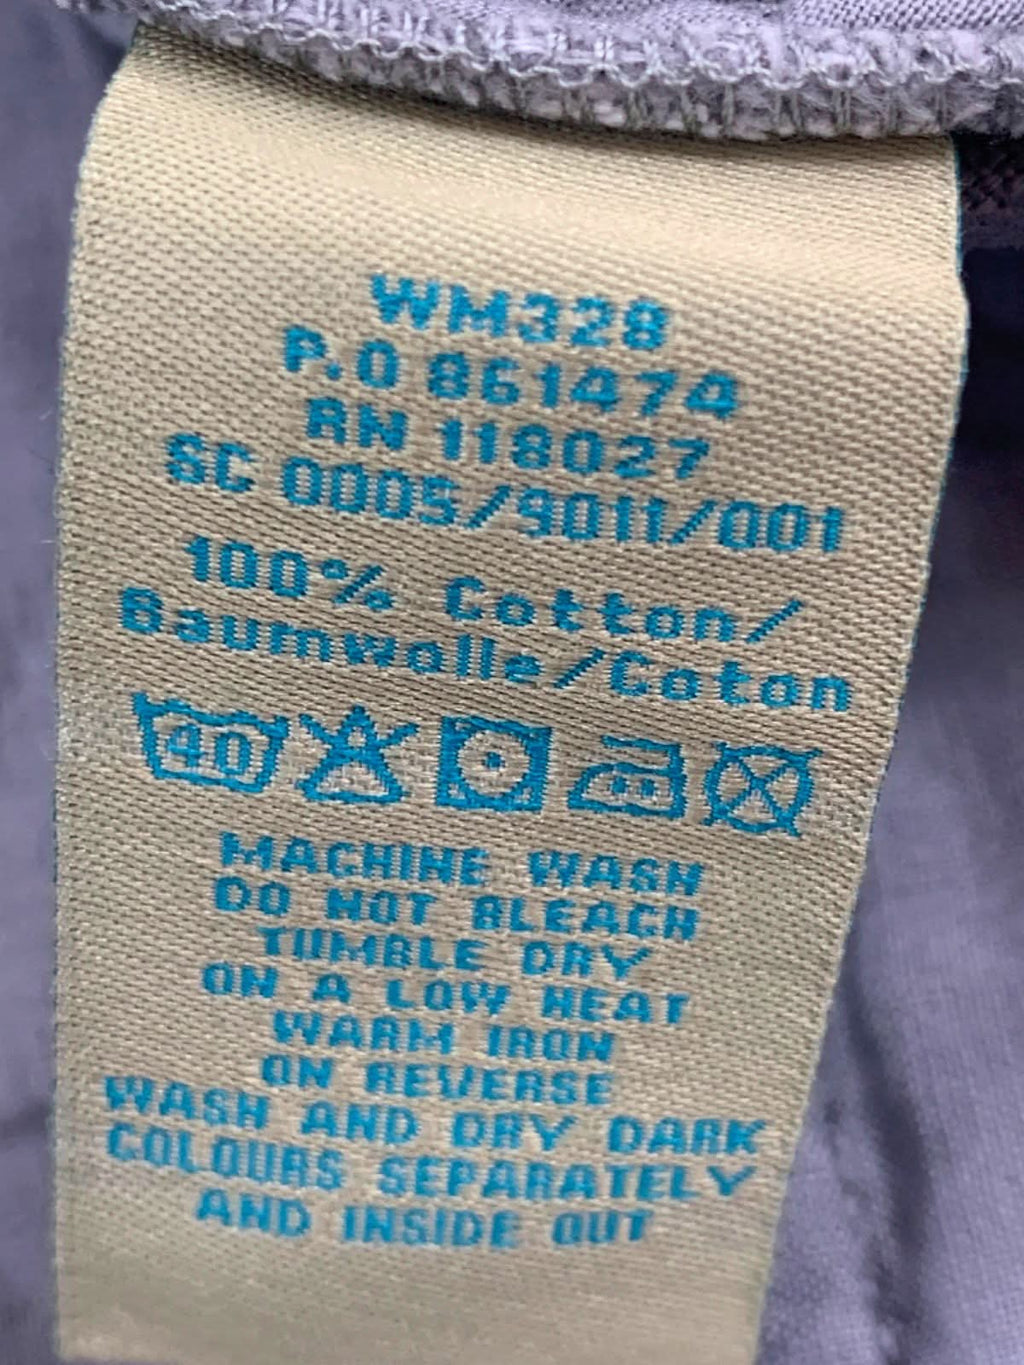 WM328
P.O 861474
RN 118027
SC 0005/9011/001
100% Cotton/
Baumwolle/Coton
40
MACHINE WASH
DO NOT BLEACH
TUMBLE DRY
ON A LOW HEAT
WARM IRON
ON REVERSE
WASH AND DRY DARK
COLOURS SEPARATELY
AND INSIDE OUT